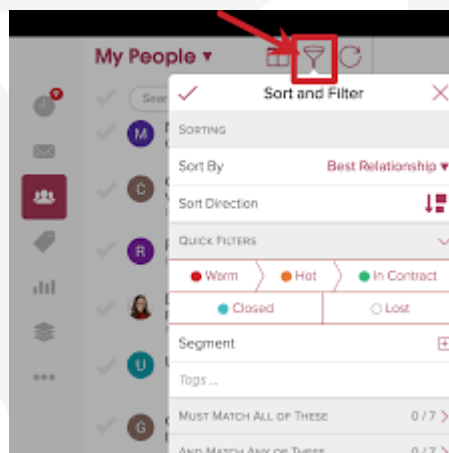 My People ▾
Sort and Filter
Sear
M
SORTING
Sort By Best Relationship ▾
C
Sort Direction
QUICK FILTERS
R
Warm Hot In Contract
Closed Lost
Segment
U
Tags ...
MUST MATCH ALL OF THESE 0/7
G
AND MATCH ANY OF THESE 0/7